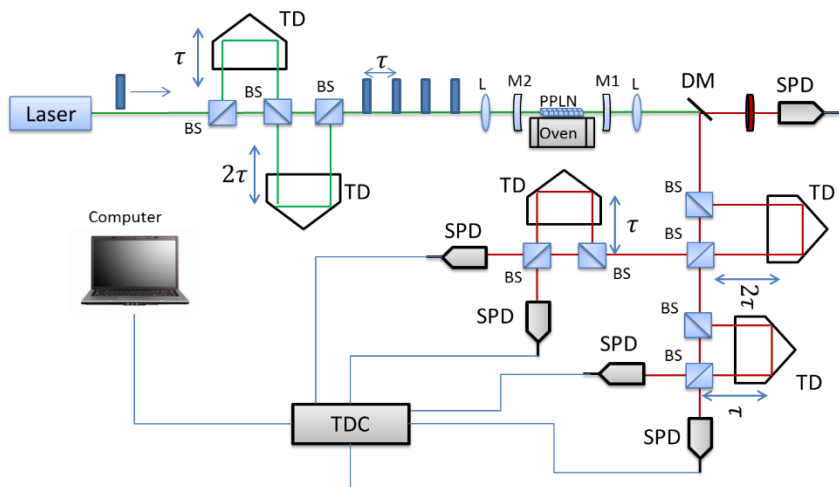 TD
τ
τ
DM
SPD
M2
M1
L
L
BS
BS
PPLN
Laser
BS
Oven
2τ
TD
TD
TD
BS
τ
Computer
SPD
BS
BS
BS
2τ
SPD
BS
SPD
BS
TD
TDC
τ
SPD